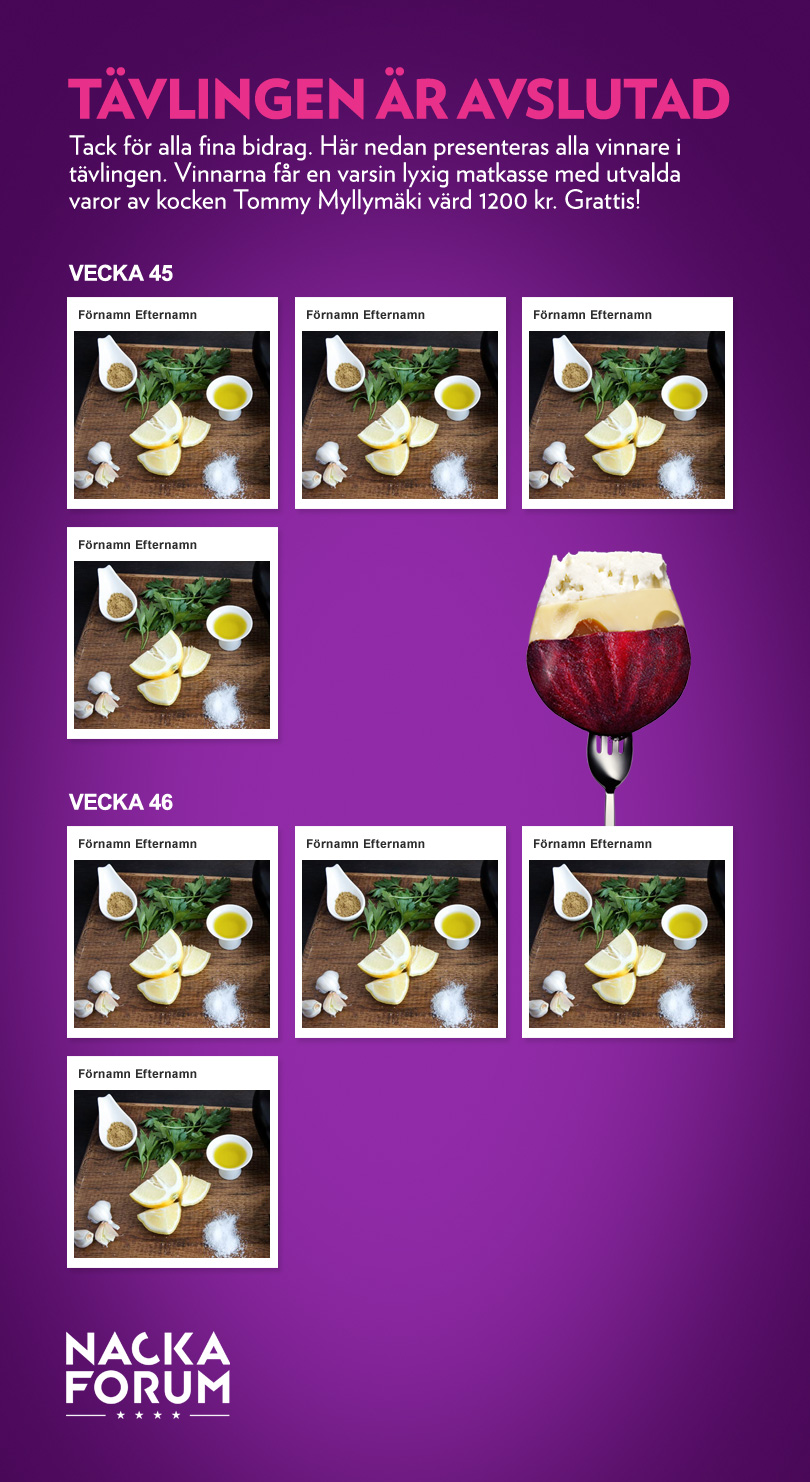 TÄVLINGEN ÄR AVSLUTAD
Tack för alla fina bidrag. Här nedan presenteras alla vinnare i
tävlingen. Vinnarna får en varsin lyxig matkasse med utvalda
varor av kocken Tommy Myllymäki värd 1200 kr. Grattis!
VECKA 45
Förnamn Efternamn
Förnamn Efternamn
Förnamn Efternamn
Förnamn Efternamn
VECKA 46
Förnamn Efternamn
Förnamn Efternamn
Förnamn Efternamn
Förnamn Efternamn
NACKA
FORUM